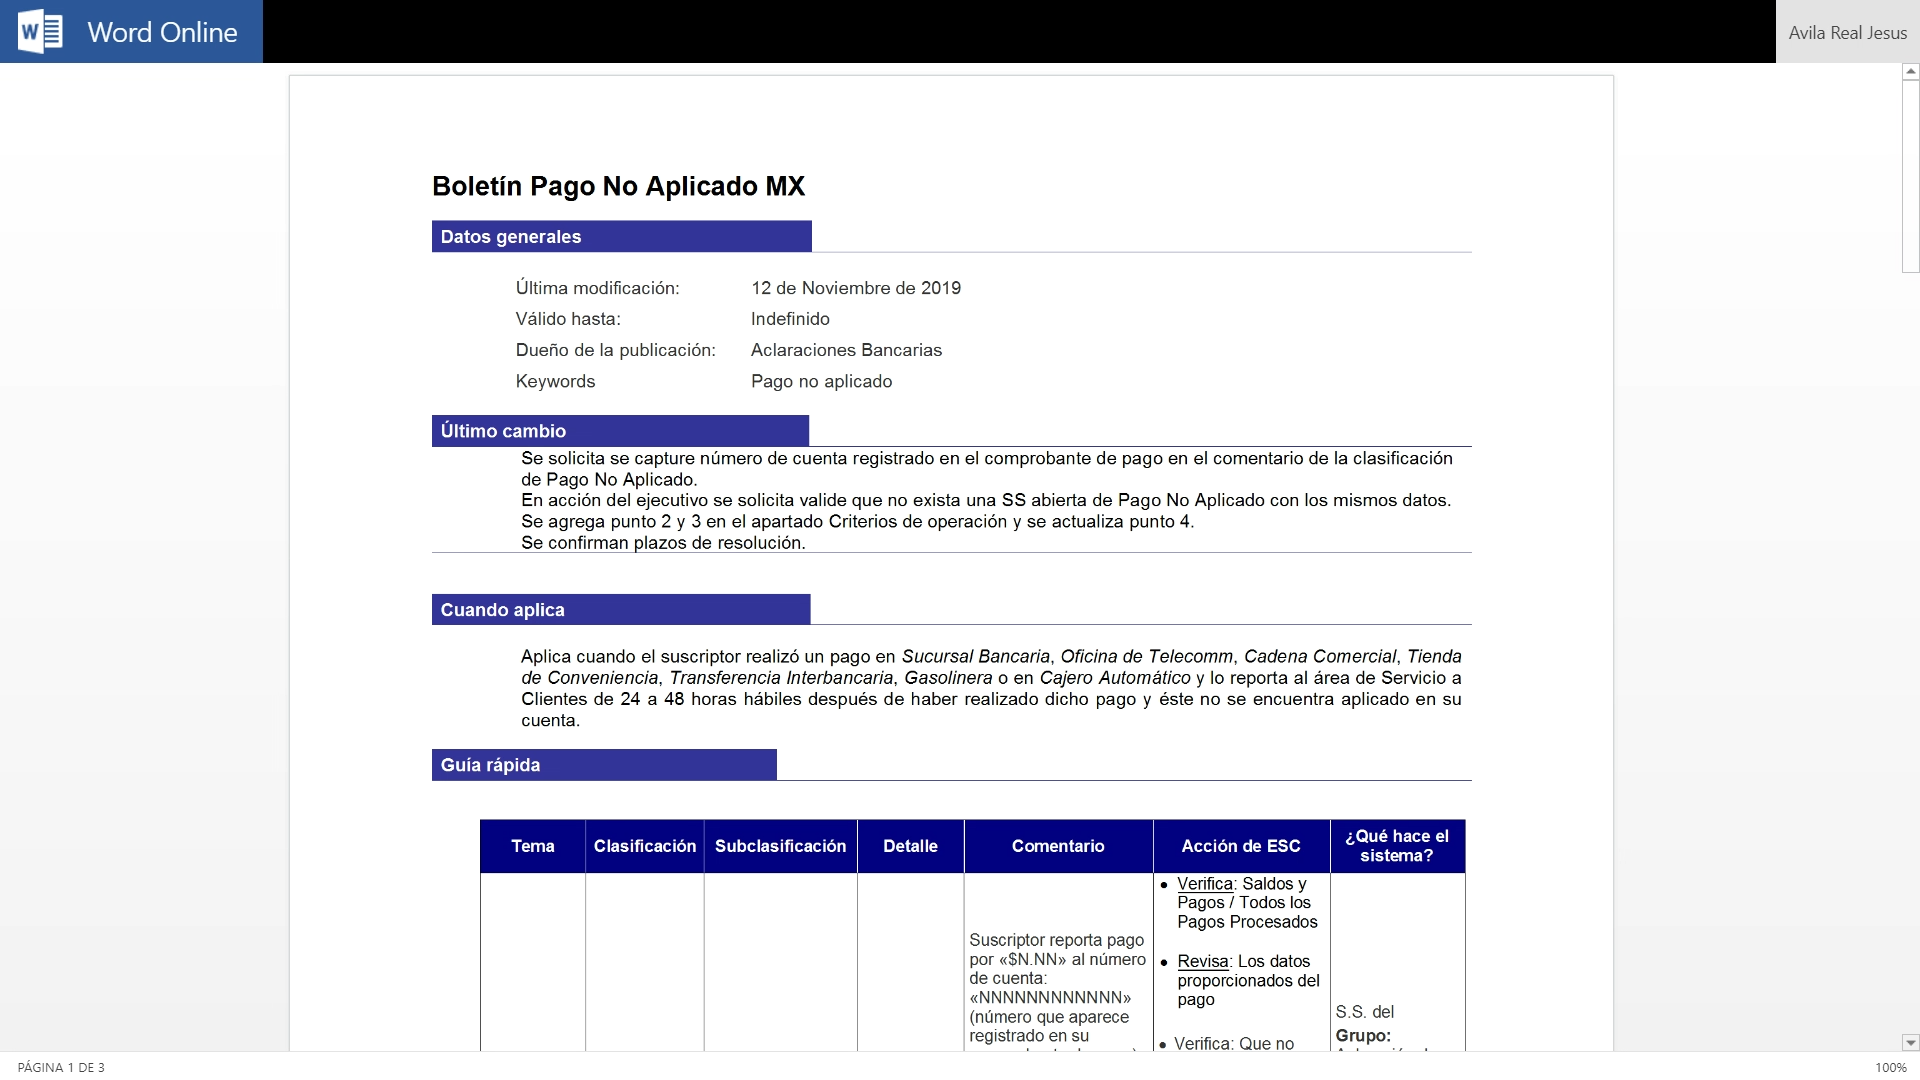 Word Online
Avila Real Jesus
Boletín Pago No Aplicado MX
Datos generales
Última modificación: 12 de Noviembre de 2019
Válido hasta: Indefinido
Dueño de la publicación: Aclaraciones Bancarias
Keywords Pago no aplicado
Último cambio
Se solicita se capture número de cuenta registrado en el comprobante de pago en el comentario de la clasificación
de Pago No Aplicado.
En acción del ejecutivo se solicita valide que no exista una SS abierta de Pago No Aplicado con los mismos datos.
Se agrega punto 2 y 3 en el apartado Criterios de operación y se actualiza punto 4.
Se confirman plazos de resolución.
Cuando aplica
Aplica cuando el suscriptor realizó un pago en Sucursal Bancaria, Oficina de Telecomm, Cadena Comercial, Tienda
de Conveniencia, Transferencia Interbancaria, Gasolinera o en Cajero Automático y lo reporta al área de Servicio a
Clientes de 24 a 48 horas hábiles después de haber realizado dicho pago y éste no se encuentra aplicado en su
cuenta.
Guía rápida
Tema Clasificación Subclasificación Detalle Comentario Acción de ESC ¿Qué hace el
sistema?
Suscriptor reporta pago
por «$N.NN» al número
de cuenta:
«NNNNNNNNNNNN»
(número que aparece
registrado en su
• Verifica: Saldos y
Pagos / Todos los
Pagos Procesados
• Revisa: Los datos
proporcionados del
pago
• Verifica: Que no
S.S. del
Grupo:
PÁGINA 1 DE 3
100%